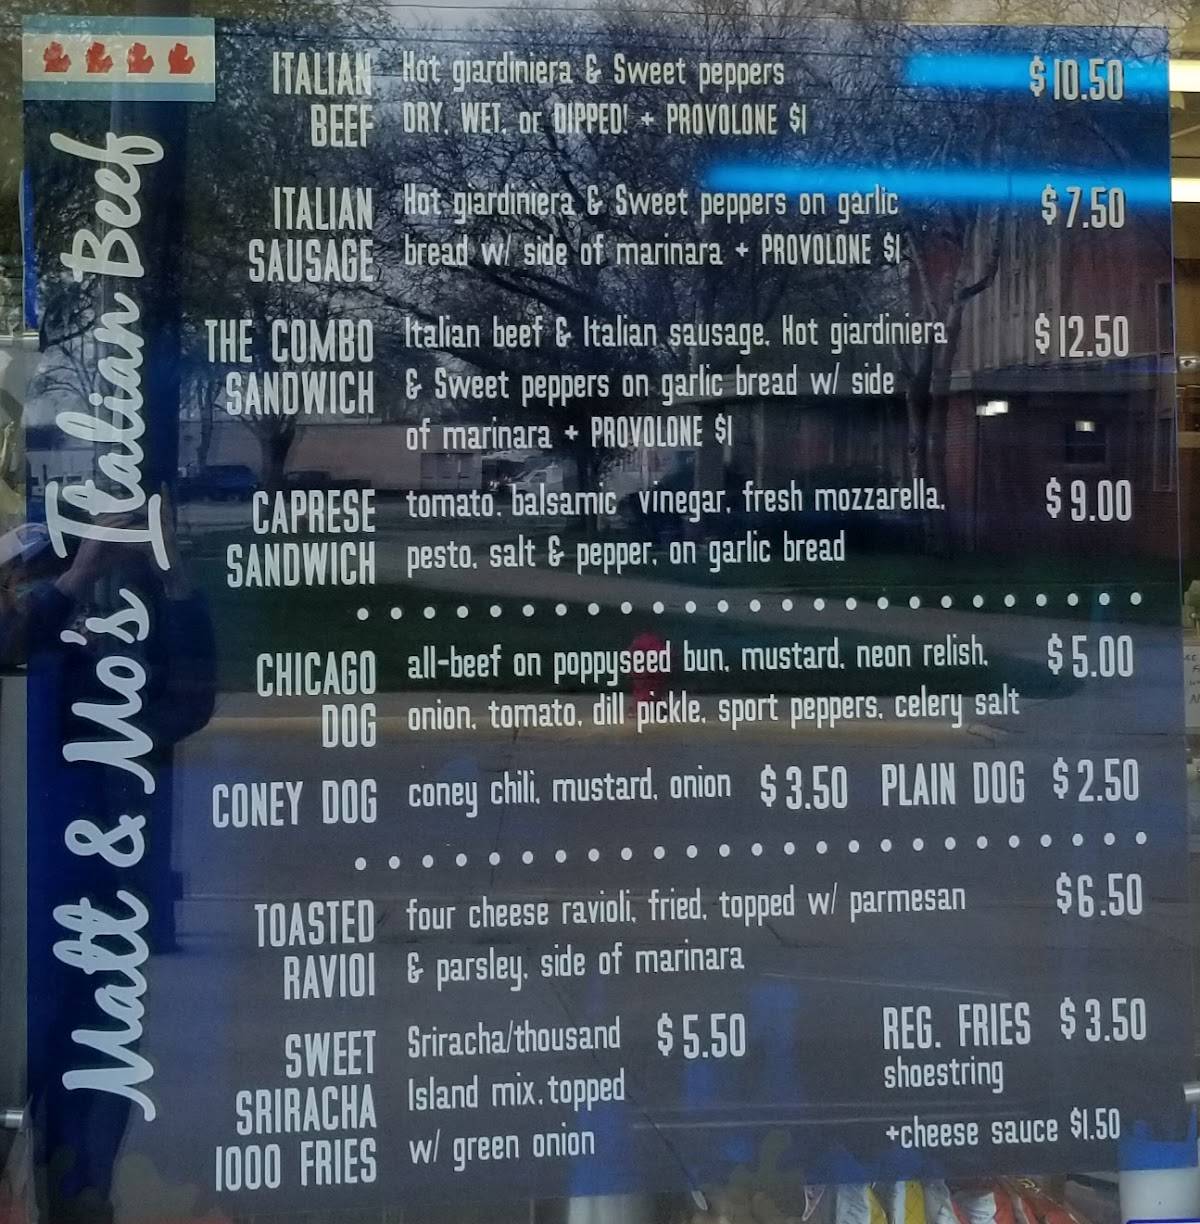 Matt & Mo's Italian Beef
ITALIAN BEEF Hot giardiniera & Sweet peppers $10.50
DRY, WET, or DIPPED! + PROVOLONE $1
ITALIAN SAUSAGE Hot giardiniera & Sweet peppers on garlic $7.50
bread w/ side of marinara + PROVOLONE $1
THE COMBO SANDWICH Italian beef & Italian sausage, Hot giardiniera $12.50
& Sweet peppers on garlic bread w/ side
of marinara + PROVOLONE $1
CAPRESE SANDWICH tomato, balsamic vinegar, fresh mozzarella, $9.00
pesto, salt & pepper, on garlic bread
CHICAGO DOG all-beef on poppyseed bun, mustard, neon relish, $5.00
onion, tomato, dill pickle, sport peppers, celery salt
CONEY DOG coney chili, mustard, onion $3.50 PLAIN DOG $2.50
TOASTED RAVIOI four cheese ravioli, fried, topped w/ parmesan $6.50
& parsley, side of marinara
SWEET SRIRACHA 1000 FRIES Sriracha/thousand $5.50
Island mix, topped
w/ green onion
REG. FRIES $3.50
shoestring
+cheese sauce $1.50